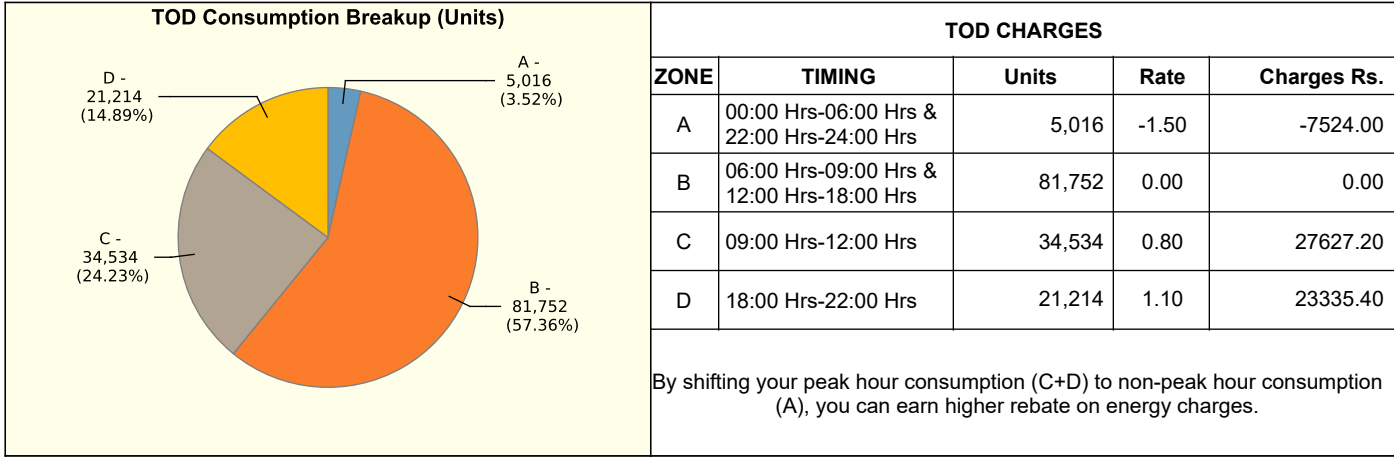 TOD Consumption Breakup (Units)
A -
5,016
(3.52%)
D -
21,214
(14.89%)
C -
34,534
(24.23%)
B -
81,752
(57.36%)
TOD CHARGES
ZONE TIMING Units Rate Charges Rs.
A 00:00 Hrs-06:00 Hrs &
22:00 Hrs-24:00 Hrs 5,016 -1.50 -7524.00
B 06:00 Hrs-09:00 Hrs &
12:00 Hrs-18:00 Hrs 81,752 0.00 0.00
C 09:00 Hrs-12:00 Hrs 34,534 0.80 27627.20
D 18:00 Hrs-22:00 Hrs 21,214 1.10 23335.40
By shifting your peak hour consumption (C+D) to non-peak hour consumption
(A), you can earn higher rebate on energy charges.